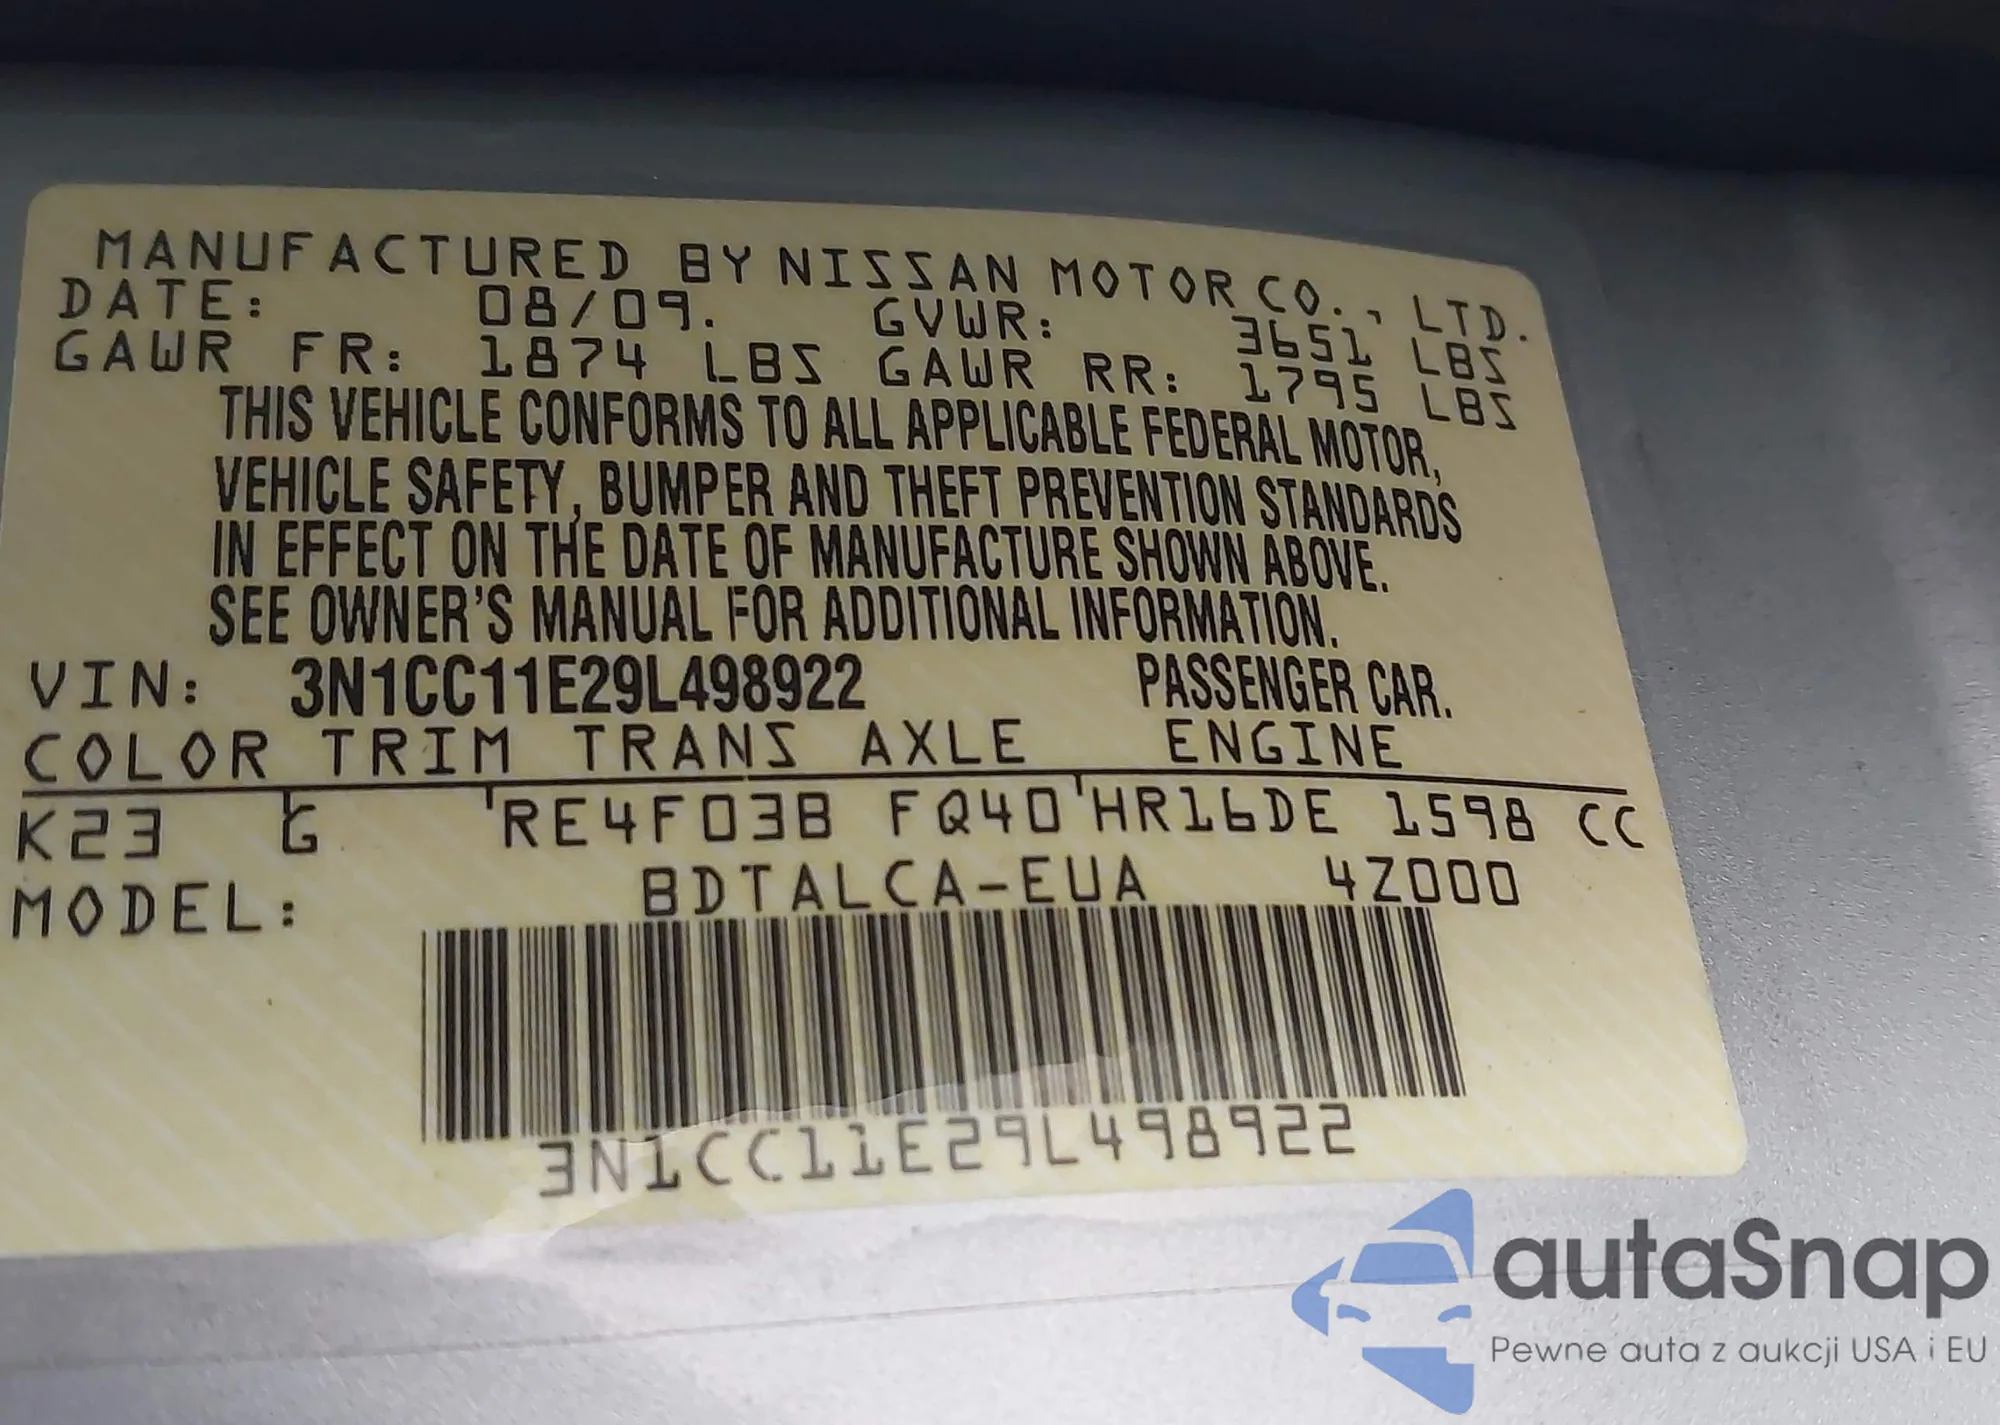 MANUFACTURED BY NISSAN MOTOR CO., LTD.
DATE: 08/09. GVWR: 3651 LBS
GAWR FR: 1874 LBS GAWR RR: 1795 LBS
THIS VEHICLE CONFORMS TO ALL APPLICABLE FEDERAL MOTOR,
VEHICLE SAFETY, BUMPER AND THEFT PREVENTION STANDARDS
IN EFFECT ON THE DATE OF MANUFACTURE SHOWN ABOVE.
SEE OWNER'S MANUAL FOR ADDITIONAL INFORMATION.
VIN: 3N1CC11E29L498922 PASSENGER CAR.
COLOR TRIM TRANS AXLE ENGINE
K23 G RE4F03B FQ40 HR16DE 1598 CC
MODEL: BDTALCA-EUA 4Z000
3N1CC11E29L498922
autaSnap
Pewne auta z aukcji USA i EU